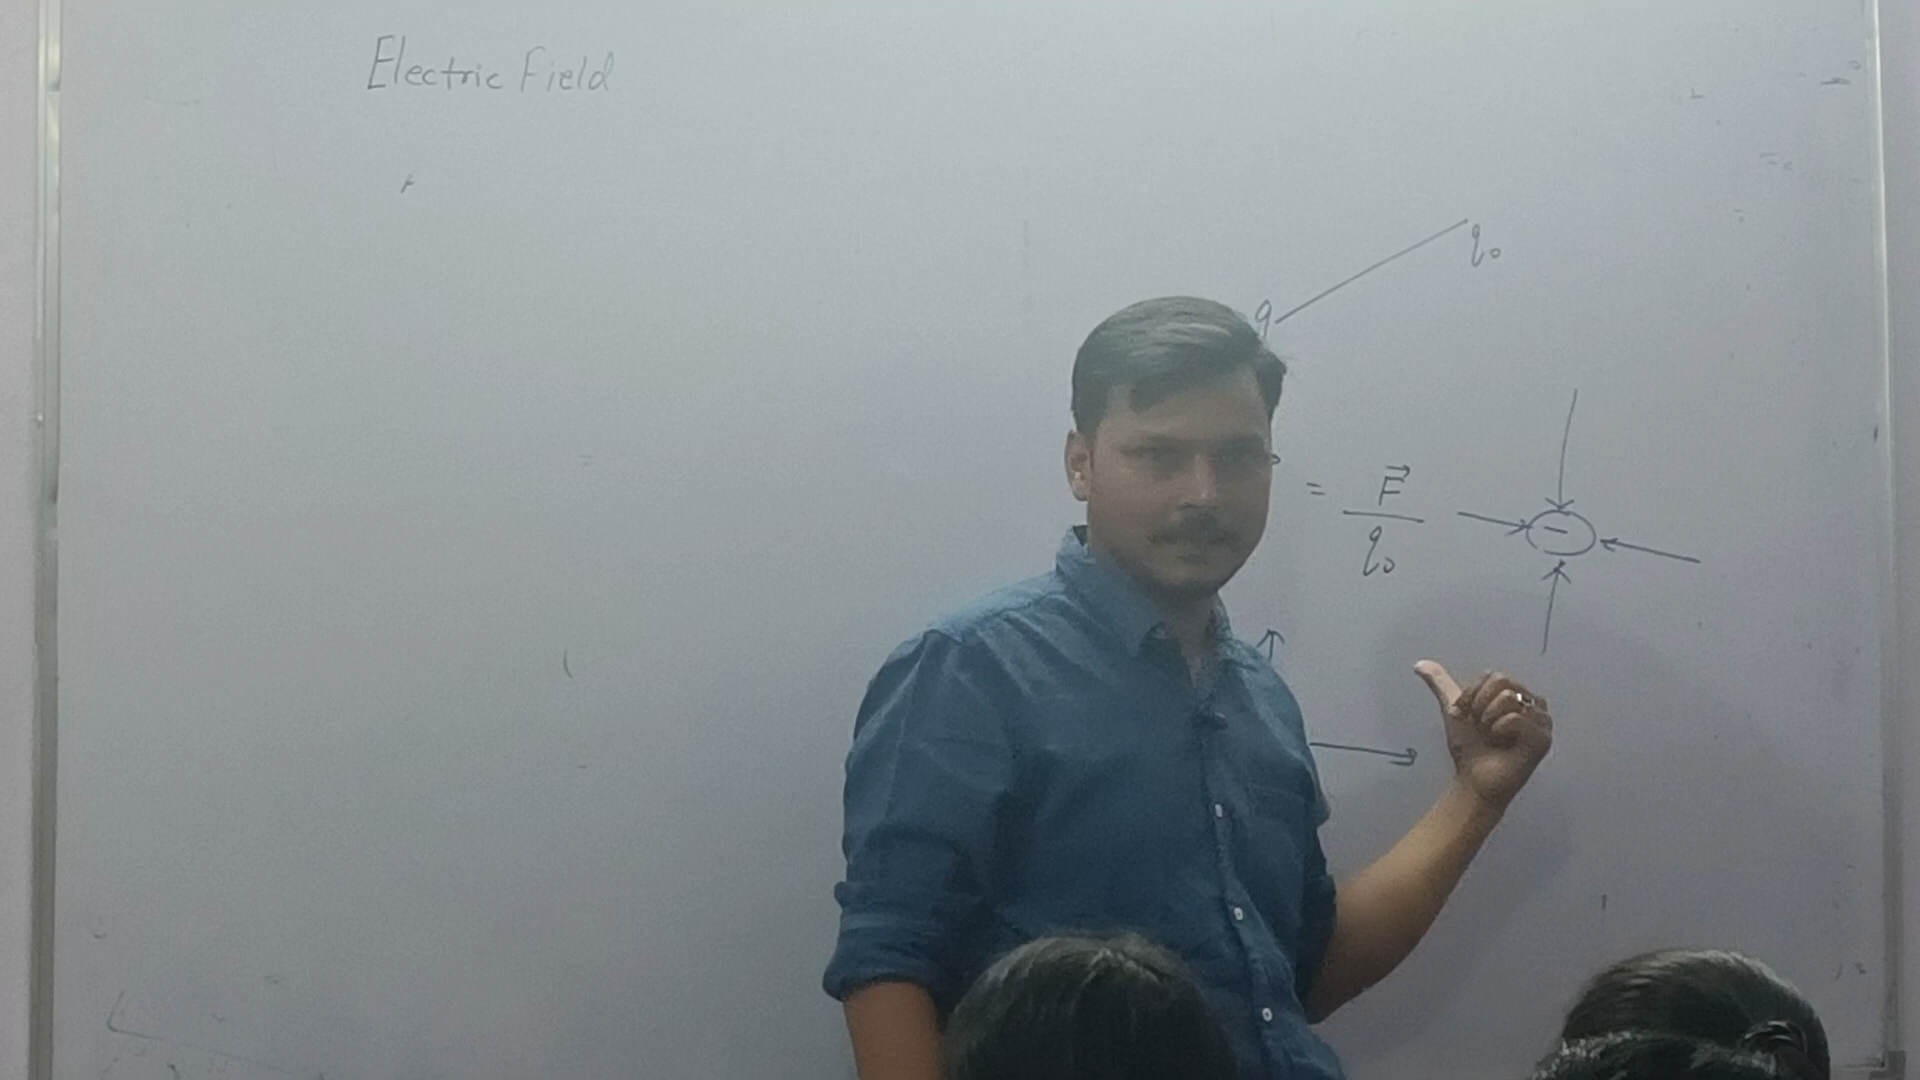 Electric Field
q₀
q
= F⃗ / q₀
−